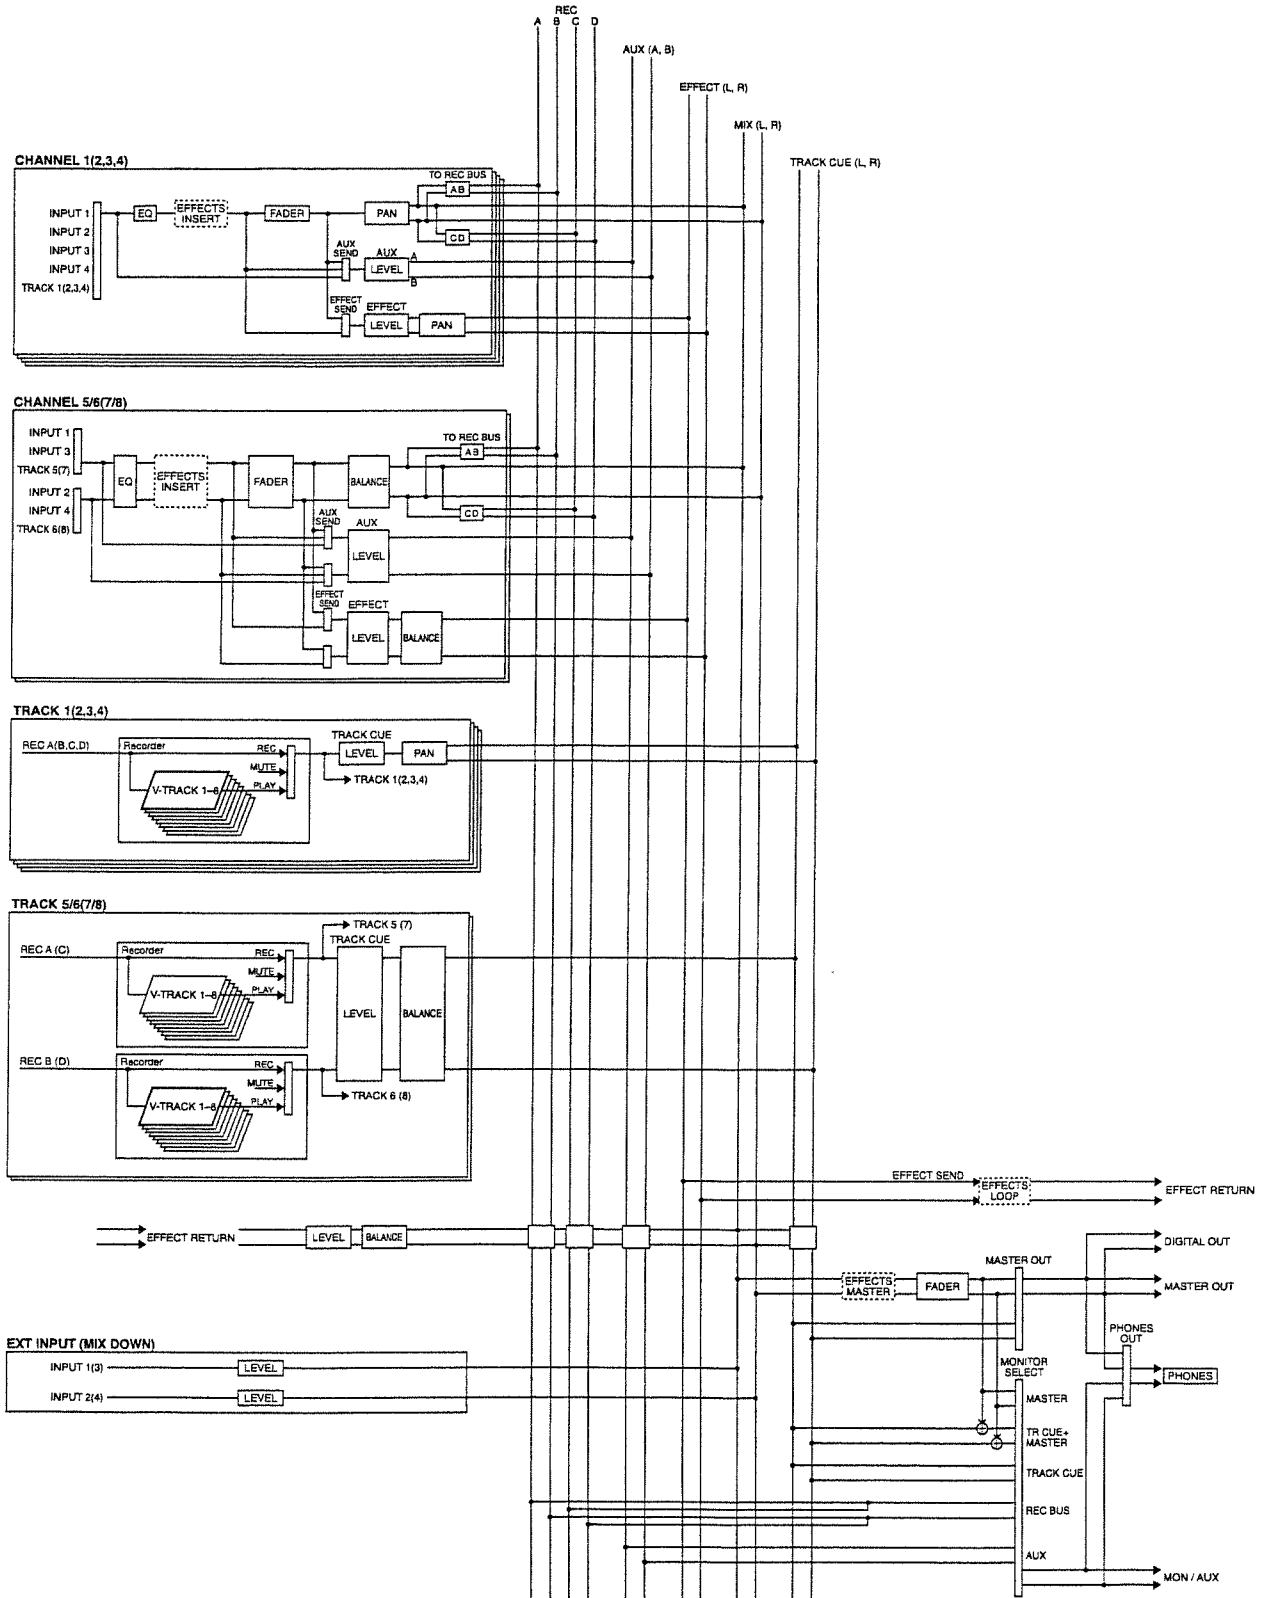 REC
A B C D
AUX (A, B)
EFFECT (L, R)
MIX (L, R)
TRACK CUE (L, R)
CHANNEL 1(2,3,4)
TO REC BUS
AB
INPUT 1
EQ
EFFECTS
INSERT
FADER
PAN
INPUT 2
CD
INPUT 3
AUX
SEND
AUX
A
INPUT 4
LEVEL
TRACK 1(2,3,4)
B
EFFECT
SEND
EFFECT
LEVEL
PAN
CHANNEL 5/6(7/8)
INPUT 1
TO REC BUS
INPUT 3
AB
TRACK 5(7)
EQ
EFFECTS
INSERT
FADER
BALANCE
INPUT 2
INPUT 4
CD
TRACK 6(8)
AUX
SEND
AUX
LEVEL
EFFECT
SEND
EFFECT
LEVEL
BALANCE
TRACK 1(2,3,4)
TRACK CUE
REC A(B,C,D)
Recorder
REC
LEVEL
PAN
MUTE
TRACK 1(2,3,4)
V-TRACK 1–8
PLAY
TRACK 5/6(7/8)
TRACK 5 (7)
TRACK CUE
REC A (C)
Recorder
REC
MUTE
V-TRACK 1–8
PLAY
LEVEL
BALANCE
REC B (D)
Recorder
REC
MUTE
TRACK 6 (8)
V-TRACK 1–8
PLAY
EFFECT SEND
EFFECTS
LOOP
EFFECT RETURN
EFFECT RETURN
LEVEL
BALANCE
DIGITAL OUT
MASTER OUT
EFFECTS
MASTER
FADER
MASTER OUT
EXT INPUT (MIX DOWN)
PHONES
OUT
INPUT 1(3)
LEVEL
MONITOR
SELECT
PHONES
INPUT 2(4)
LEVEL
MASTER
TR CUE+
MASTER
TRACK CUE
REC BUS
AUX
MON / AUX